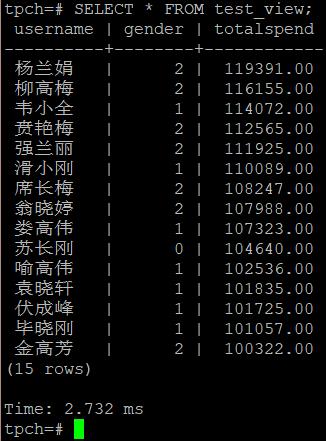 tpch=# SELECT * FROM test_view;
 username | gender | totalspend
----------+--------+------------
 杨兰娟   |      2 |  119391.00
 柳高梅   |      2 |  116155.00
 韦小全   |      1 |  114072.00
 贲艳梅   |      2 |  112565.00
 强兰丽   |      2 |  111925.00
 滑小刚   |      1 |  110089.00
 席长梅   |      2 |  108247.00
 翁晓婷   |      2 |  107988.00
 娄高伟   |      1 |  107323.00
 苏长刚   |      0 |  104640.00
 喻高伟   |      1 |  102536.00
 袁晓轩   |      1 |  101835.00
 伏成峰   |      1 |  101725.00
 毕晓刚   |      1 |  101057.00
 金高芳   |      2 |  100322.00
(15 rows)
Time: 2.732 ms
tpch=#